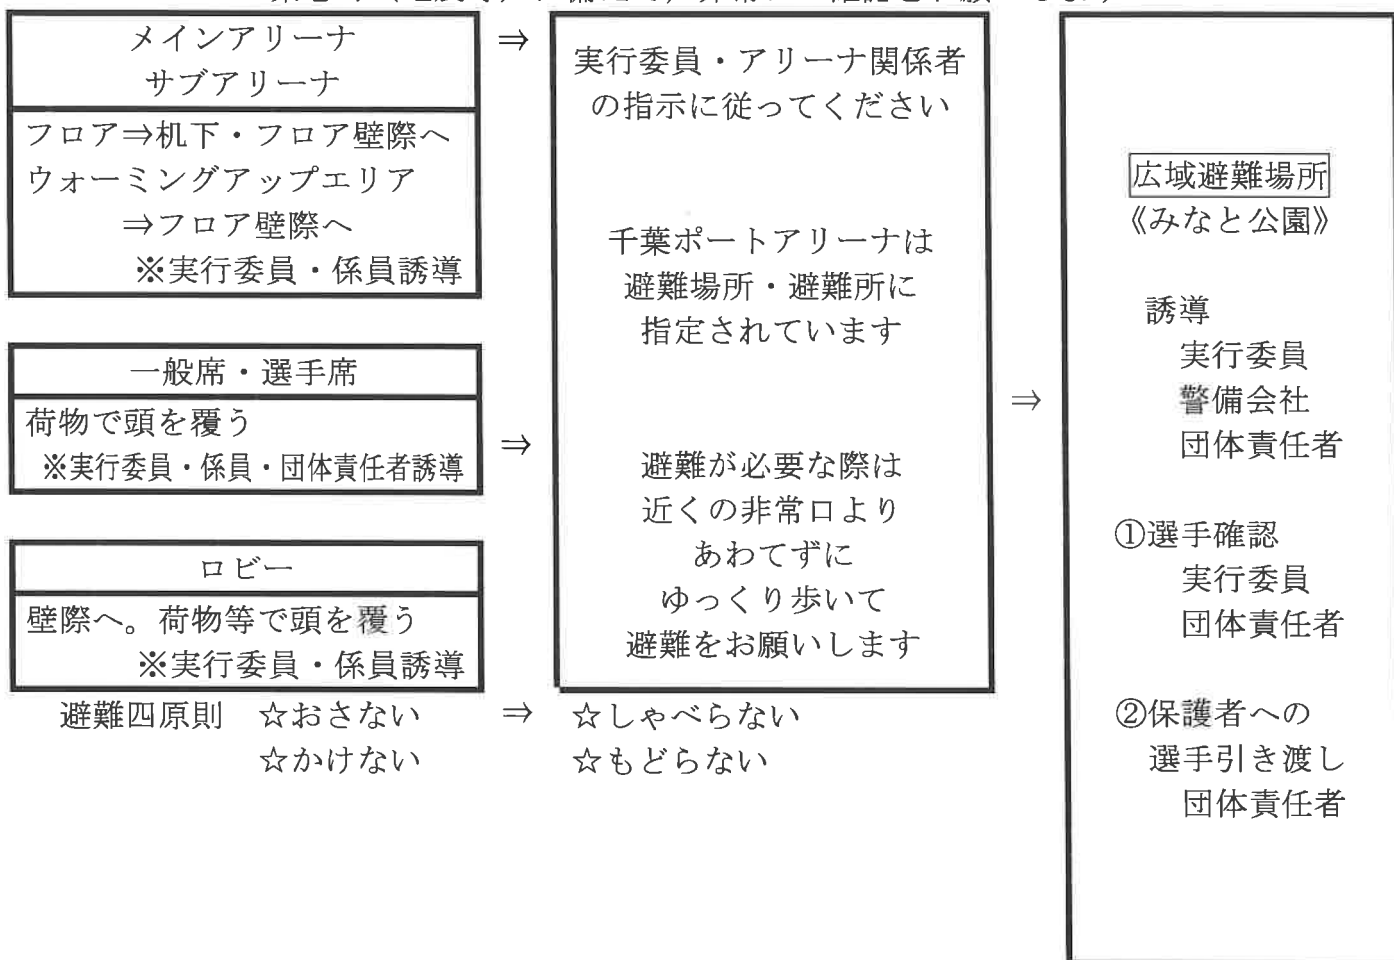 メインアリーナ
サブアリーナ
フロア⇒机下・フロア壁際へ
ウォーミングアップエリア
⇒フロア壁際へ
※実行委員・係員誘導
一般席・選手席
荷物で頭を覆う
※実行委員・係員・団体責任者誘導
ロビー
壁際へ。荷物等で頭を覆う
※実行委員・係員誘導
⇒
⇒
実行委員・アリーナ関係者
の指示に従ってください
千葉ポートアリーナは
避難場所・避難所に
指定されています
避難が必要な際は
近くの非常口より
あわてずに
ゆっくり歩いて
避難をお願いします
⇒
広域避難場所
《みなと公園》
誘導
実行委員
警備会社
団体責任者
①選手確認
実行委員
団体責任者
②保護者への
選手引き渡し
団体責任者
避難四原則 ☆おさない ⇒ ☆しゃべらない
☆かけない ☆もどらない